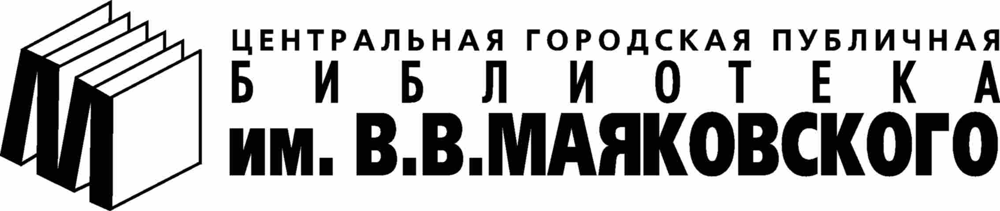 ЦЕНТРАЛЬНАЯ ГОРОДСКАЯ ПУБЛИЧНАЯ
БИБЛИОТЕКА
им. В.В.МАЯКОВСКОГО